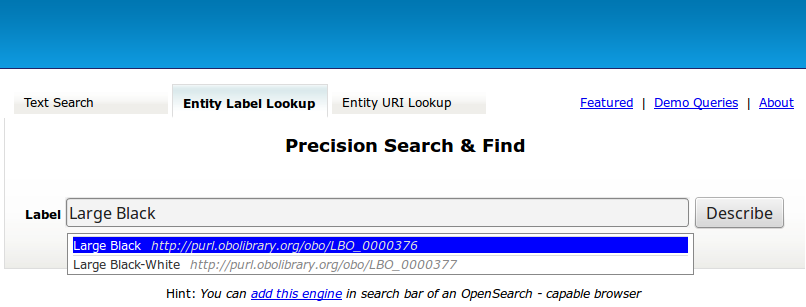 Text Search Entity Label Lookup Entity URI Lookup Featured | Demo Queries | About
Precision Search & Find
Label Large Black Describe
Large Black http://purl.obolibrary.org/obo/LBO_0000376
Large Black-White http://purl.obolibrary.org/obo/LBO_0000377
Hint: You can add this engine in search bar of an OpenSearch - capable browser